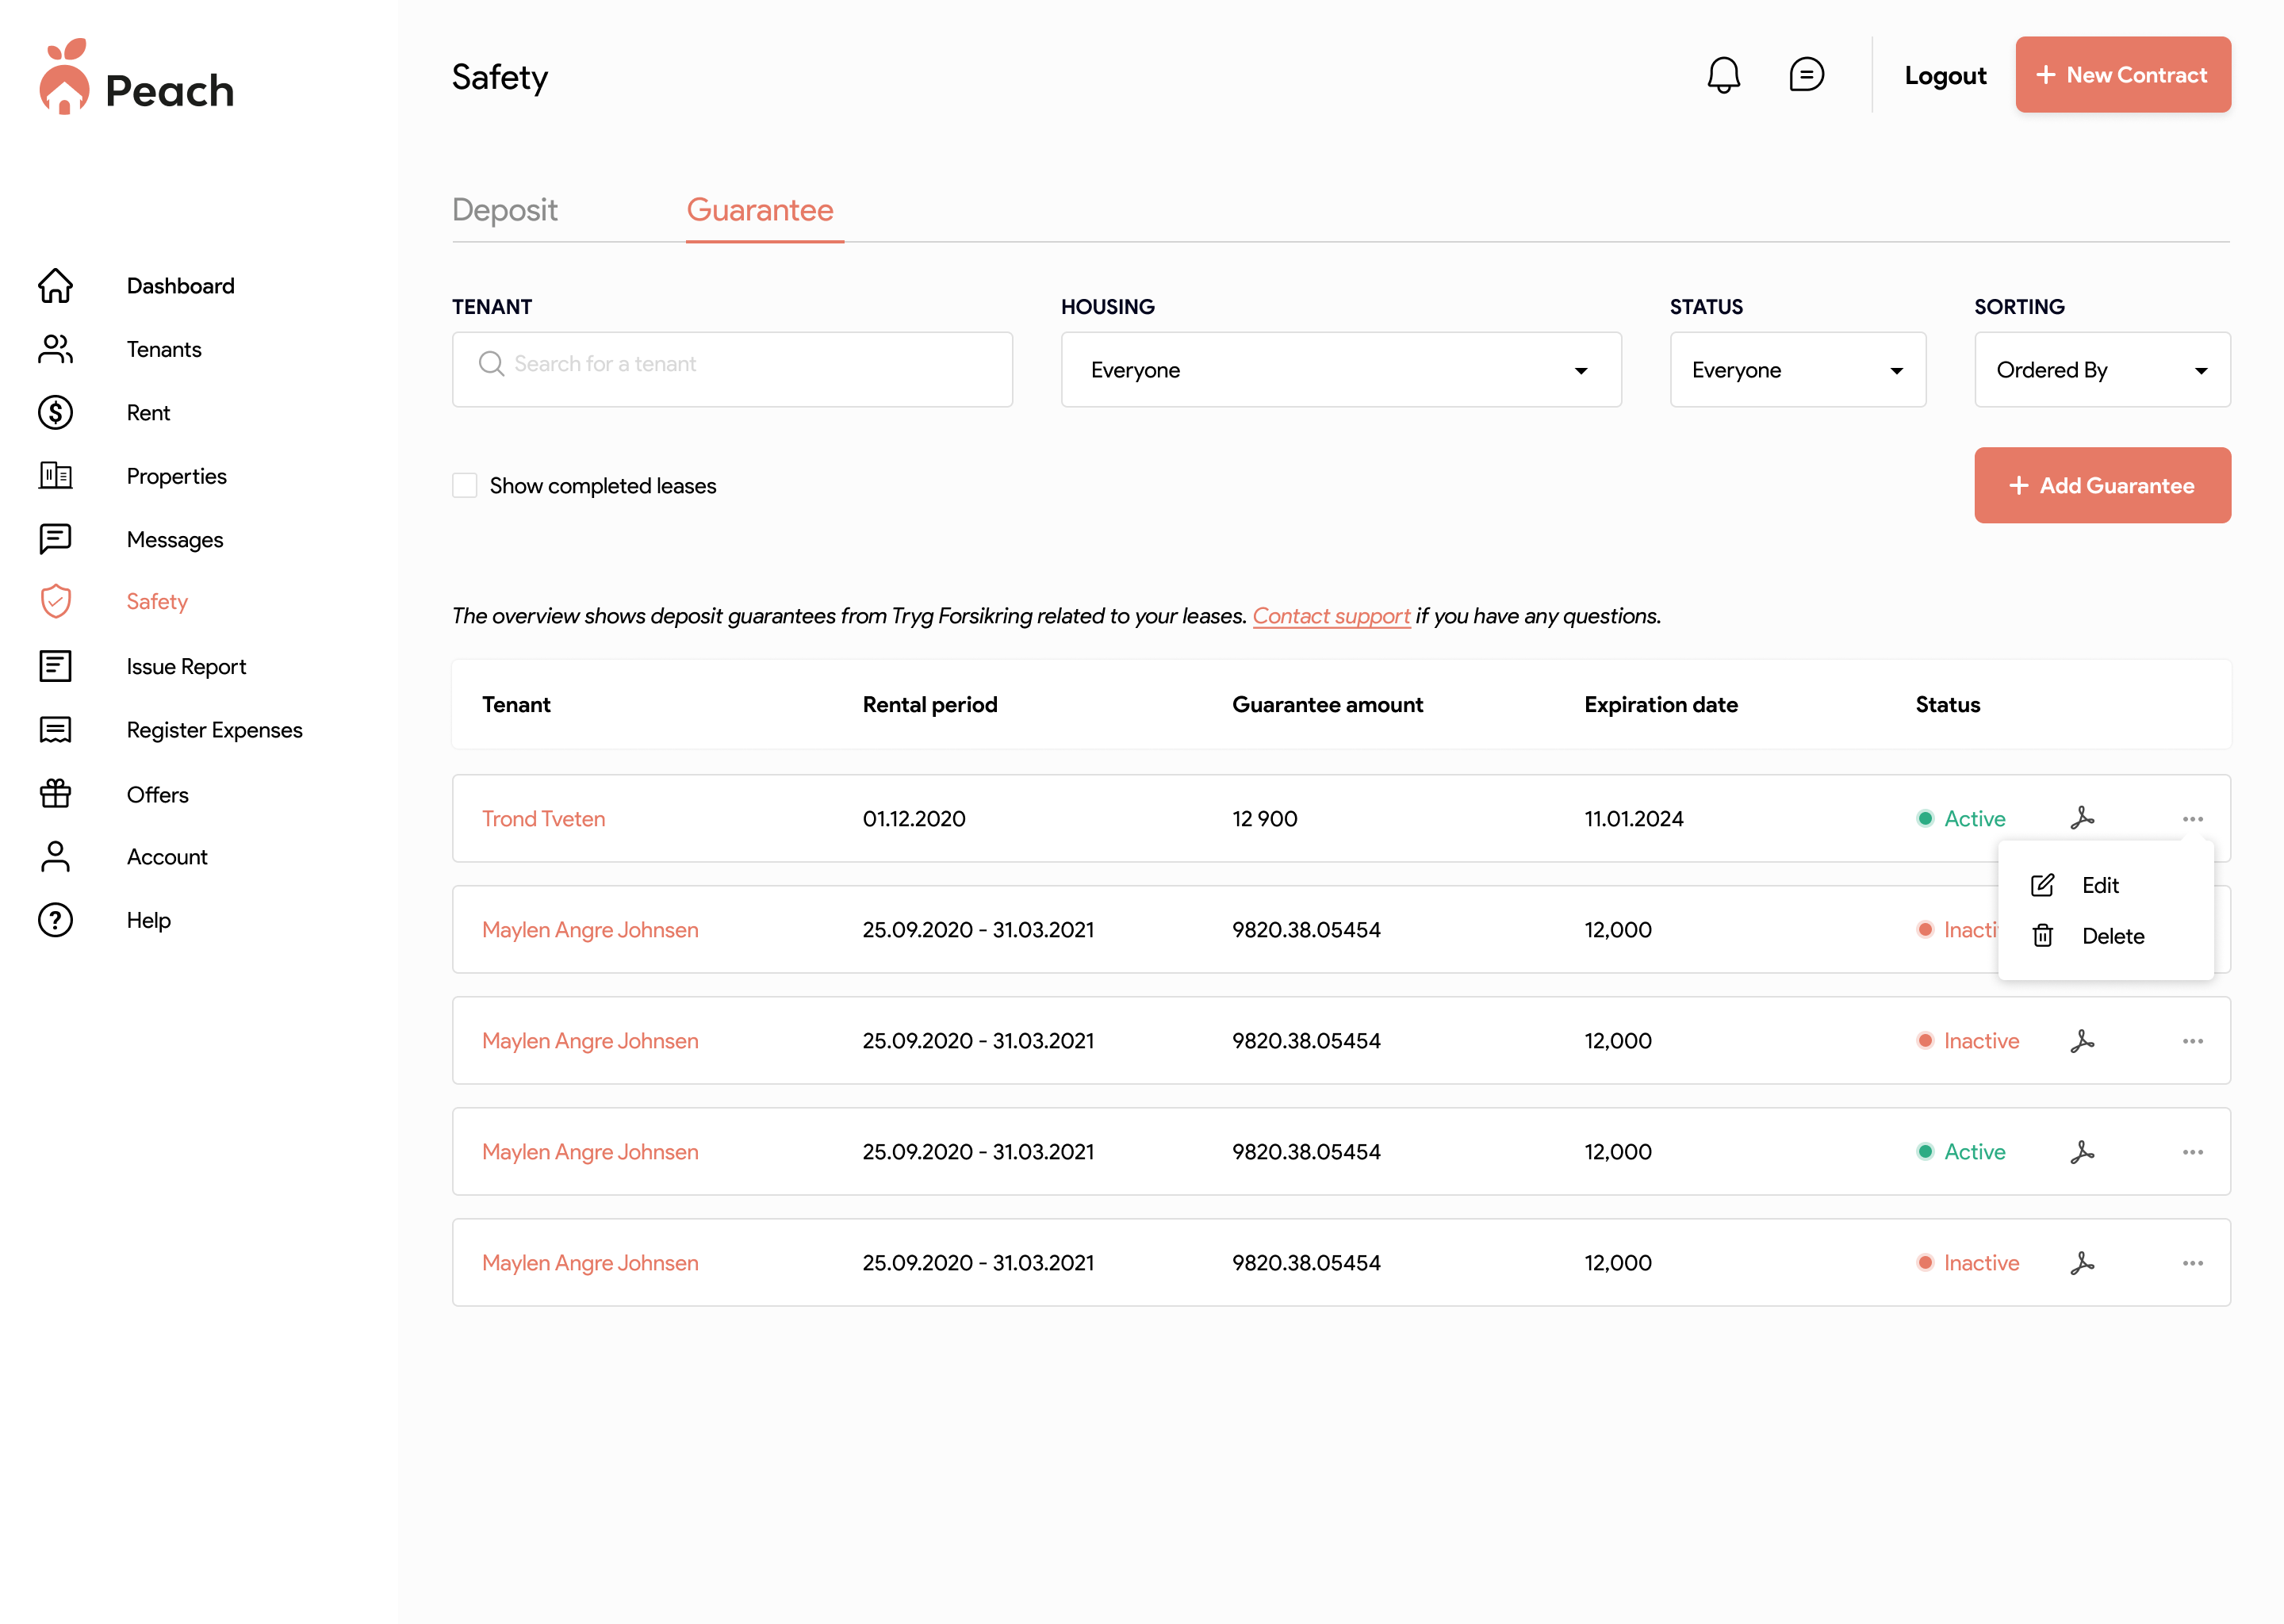 Peach
Safety
Logout
+ New Contract
Dashboard
Tenants
Rent
Properties
Messages
Safety
Issue Report
Register Expenses
Offers
Account
Help
Deposit Guarantee
TENANT HOUSING STATUS SORTING
Search for a tenant Everyone Everyone Ordered By
Show completed leases + Add Guarantee
The overview shows deposit guarantees from Tryg Forsikring related to your leases. Contact support if you have any questions.
Tenant Rental period Guarantee amount Expiration date Status
Trond Tveten 01.12.2020 12 900 11.01.2024 Active
Edit
Delete
Maylen Angre Johnsen 25.09.2020 - 31.03.2021 9820.38.05454 12,000 Inacti
Maylen Angre Johnsen 25.09.2020 - 31.03.2021 9820.38.05454 12,000 Inactive
Maylen Angre Johnsen 25.09.2020 - 31.03.2021 9820.38.05454 12,000 Active
Maylen Angre Johnsen 25.09.2020 - 31.03.2021 9820.38.05454 12,000 Inactive